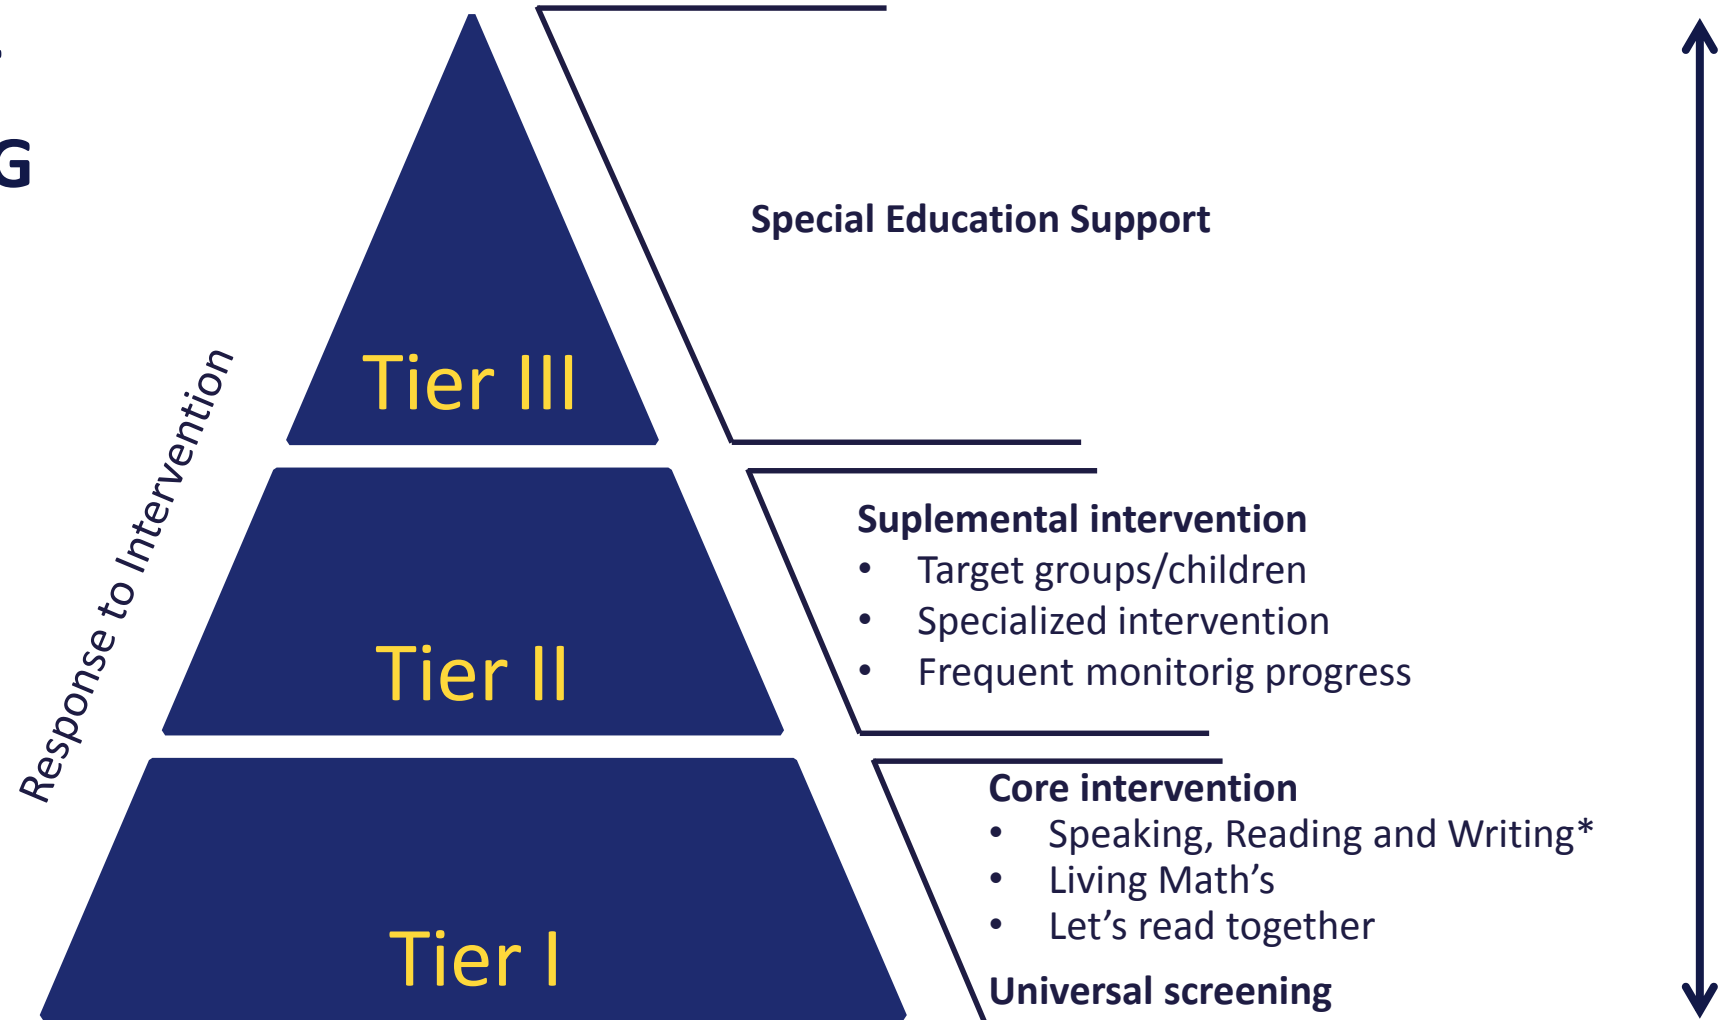 G
Special Education Support
Tier III
Response to Intervention
Suplemental intervention
• Target groups/children
• Specialized intervention
• Frequent monitorig progress
Tier II
Core intervention
• Speaking, Reading and Writing*
• Living Math’s
• Let’s read together
Tier I
Universal screening